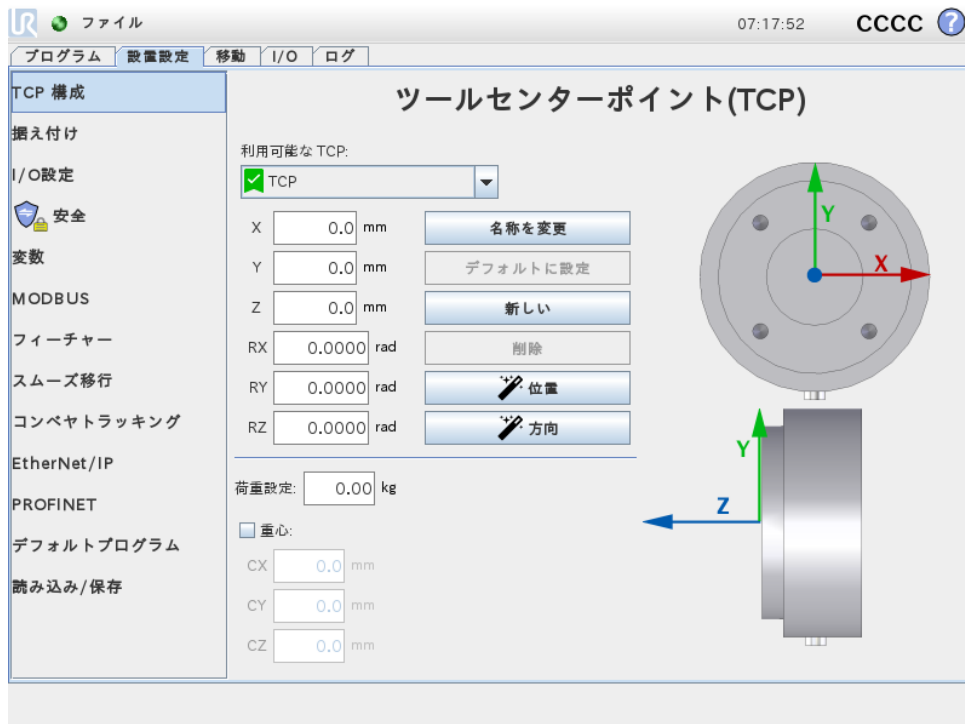 UR ファイル 07:17:52 CCCC ?
プログラム 設置設定 移動 I/O ログ
TCP 構成
据え付け
I/O設定
安全
変数
MODBUS
フィーチャー
スムーズ移行
コンベヤトラッキング
EtherNet/IP
PROFINET
デフォルトプログラム
読み込み/保存
ツールセンターポイント(TCP)
利用可能な TCP:
TCP
X 0.0 mm 名称を変更
Y 0.0 mm デフォルトに設定
Z 0.0 mm 新しい
RX 0.0000 rad 削除
RY 0.0000 rad 位置
RZ 0.0000 rad 方向
荷重設定: 0.00 kg
重心:
CX 0.0 mm
CY 0.0 mm
CZ 0.0 mm
Y
X
Y
Z